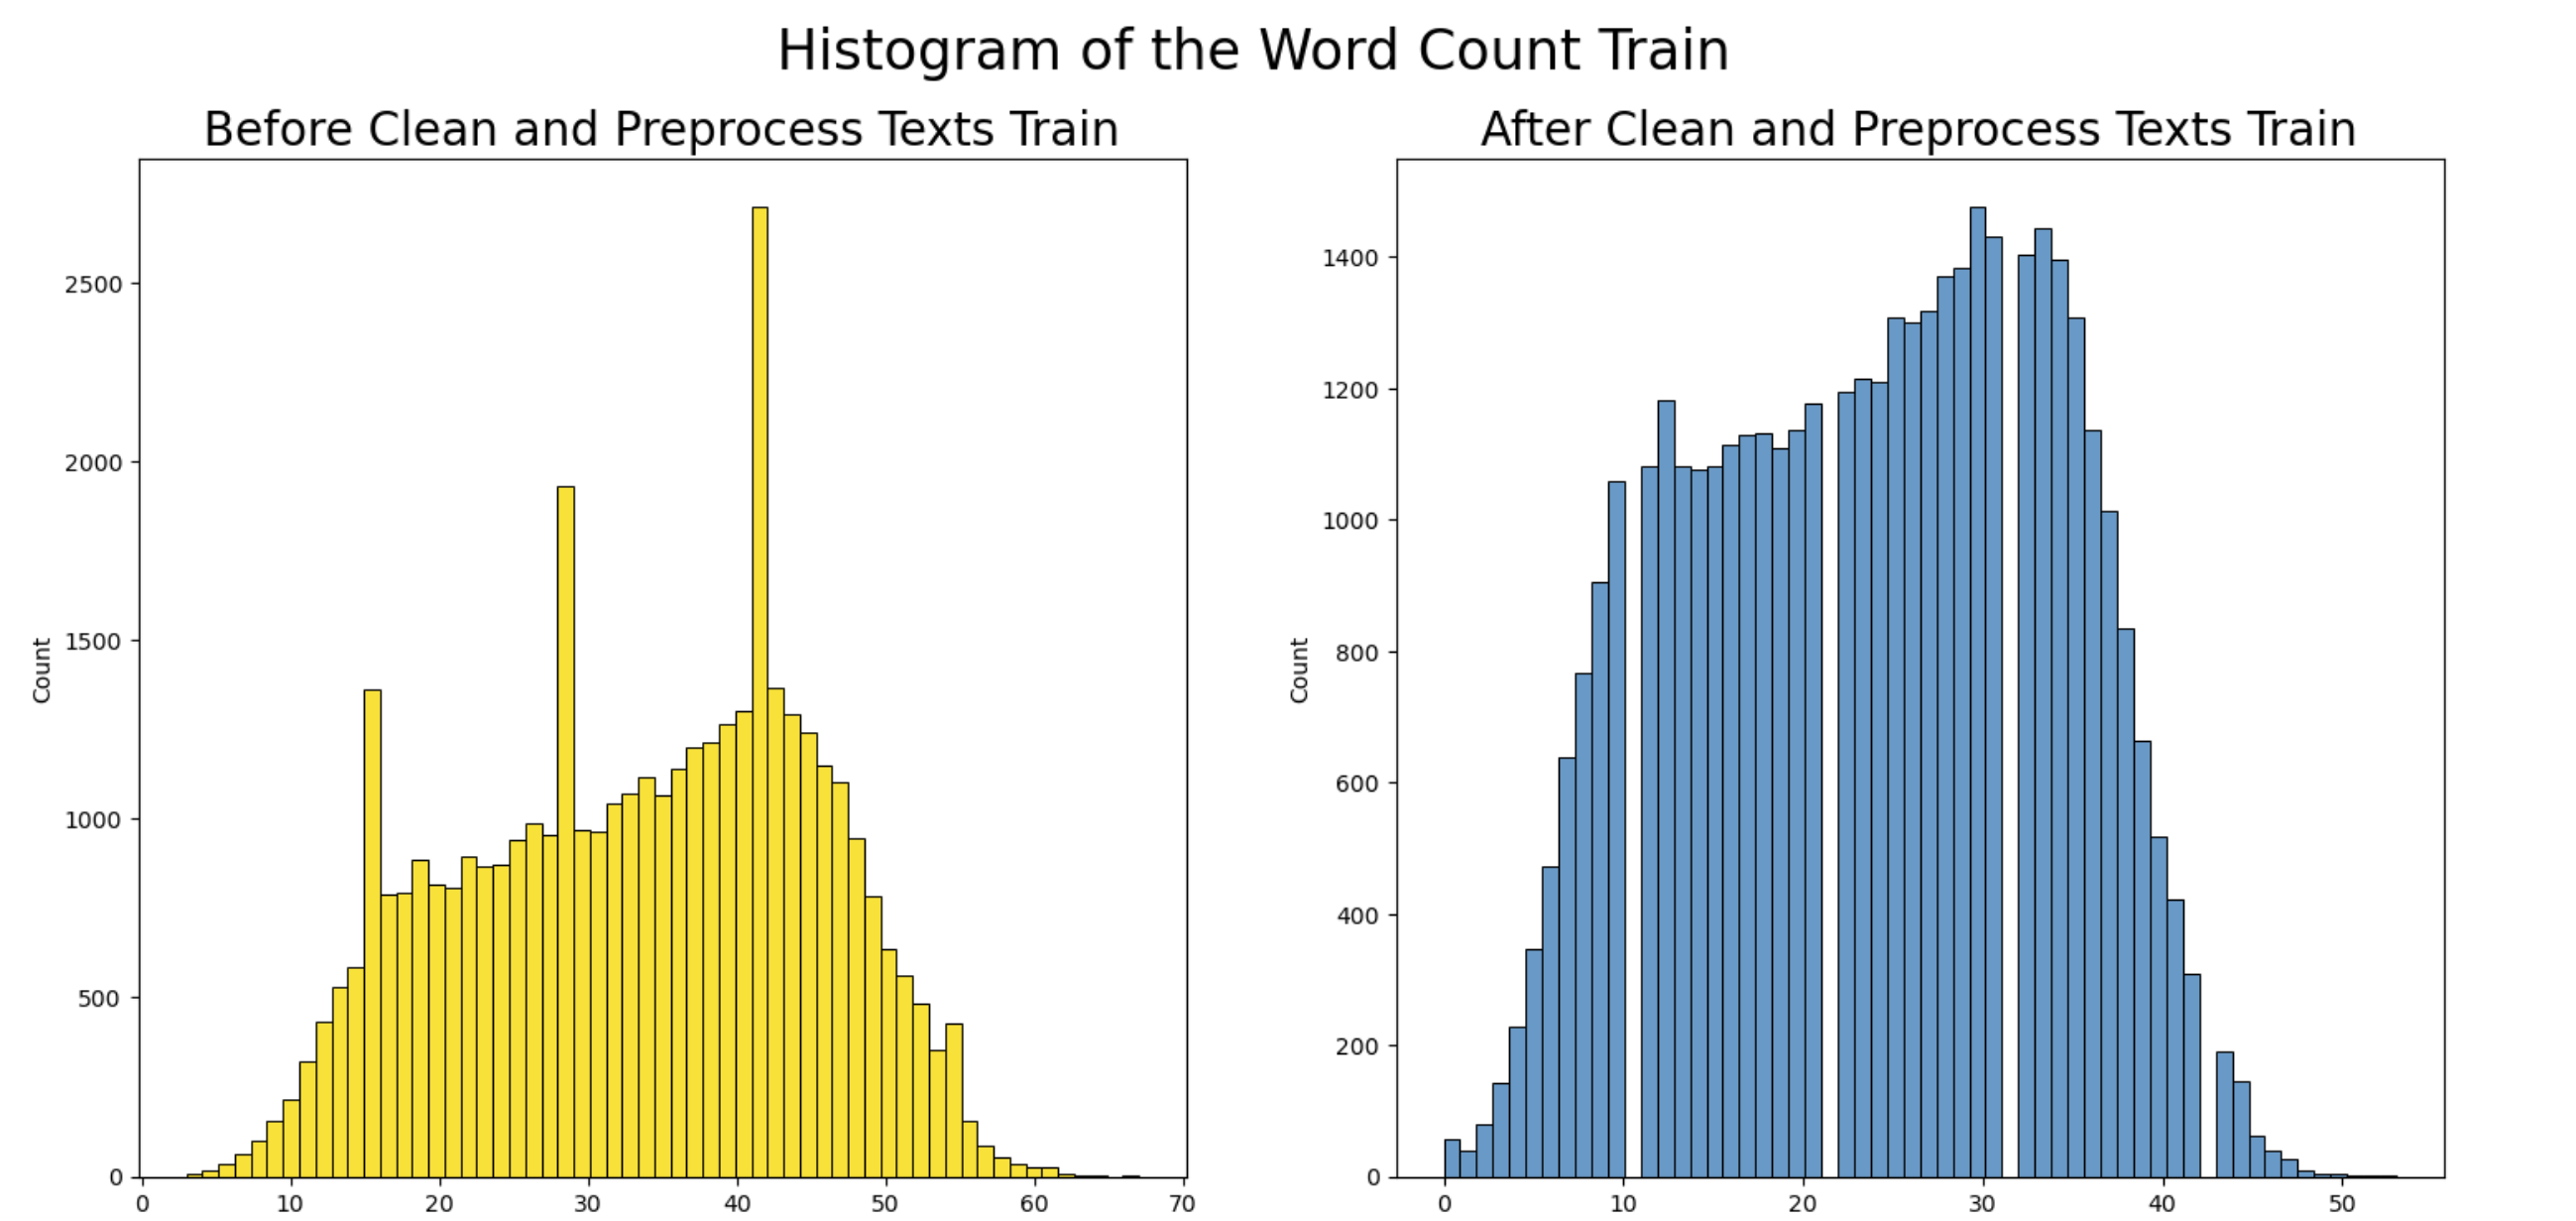 Histogram of the Word Count Train
Before Clean and Preprocess Texts Train
Count
2500
2000
1500
1000
500
0
0 10 20 30 40 50 60 70
After Clean and Preprocess Texts Train
Count
1400
1200
1000
800
600
400
200
0
0 10 20 30 40 50